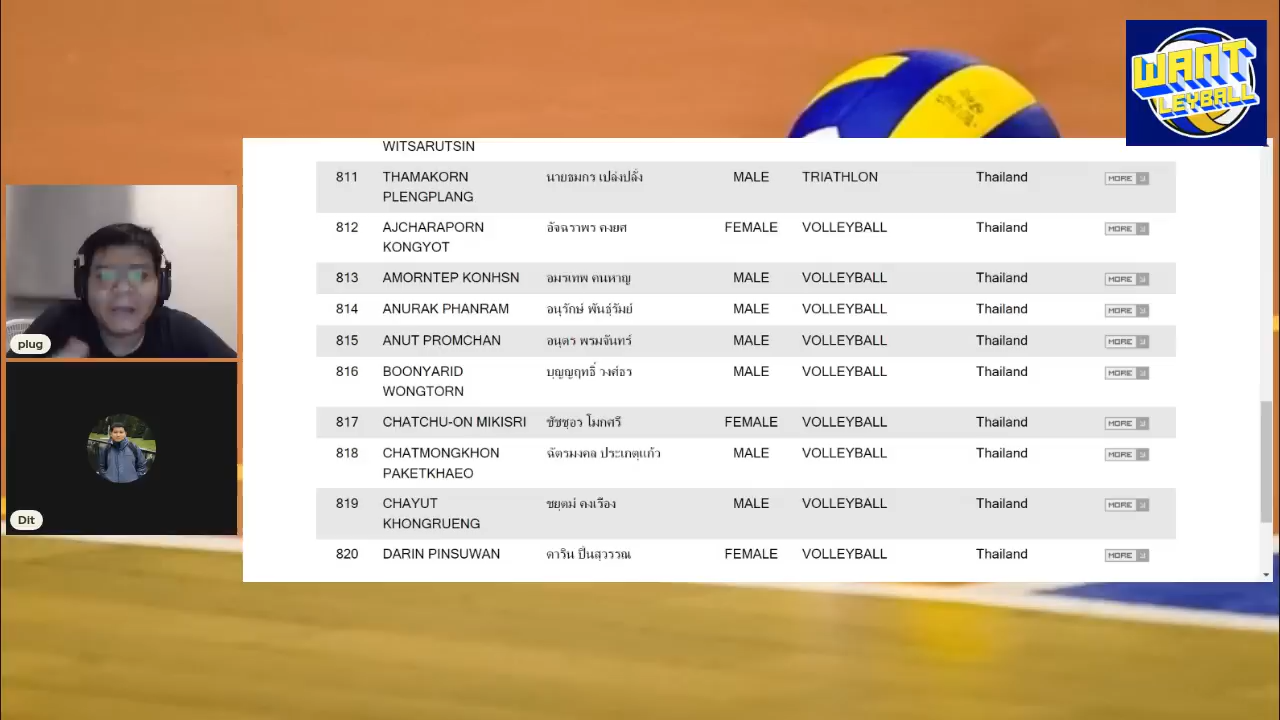 WANT
LEYBALL
WITSARUTSIN
811 THAMAKORN PLENGPLANG นายธมกร เปล่งปลั่ง MALE TRIATHLON Thailand MORE
812 AJCHARAPORN KONGYOT อัจฉราพร คงยศ FEMALE VOLLEYBALL Thailand MORE
813 AMORNTEP KONHSN อมรเทพ คนหาญ MALE VOLLEYBALL Thailand MORE
814 ANURAK PHANRAM อนุรักษ์ พันธุ์รัมย์ MALE VOLLEYBALL Thailand MORE
815 ANUT PROMCHAN อนุตร พรมจันทร์ MALE VOLLEYBALL Thailand MORE
816 BOONYARID WONGTORN บุญญฤทธิ์ วงศ์ธร MALE VOLLEYBALL Thailand MORE
817 CHATCHU-ON MIKISRI ชัชชุอร โมกศรี FEMALE VOLLEYBALL Thailand MORE
818 CHATMONGKHON PAKETKHAEO ฉัตรมงคล ประเกตุแก้ว MALE VOLLEYBALL Thailand MORE
819 CHAYUT KHONGRUENG ชยุตม์ คงเรือง MALE VOLLEYBALL Thailand MORE
820 DARIN PINSUWAN ดาริน ปิ่นสุวรรณ FEMALE VOLLEYBALL Thailand MORE
plug
Dit